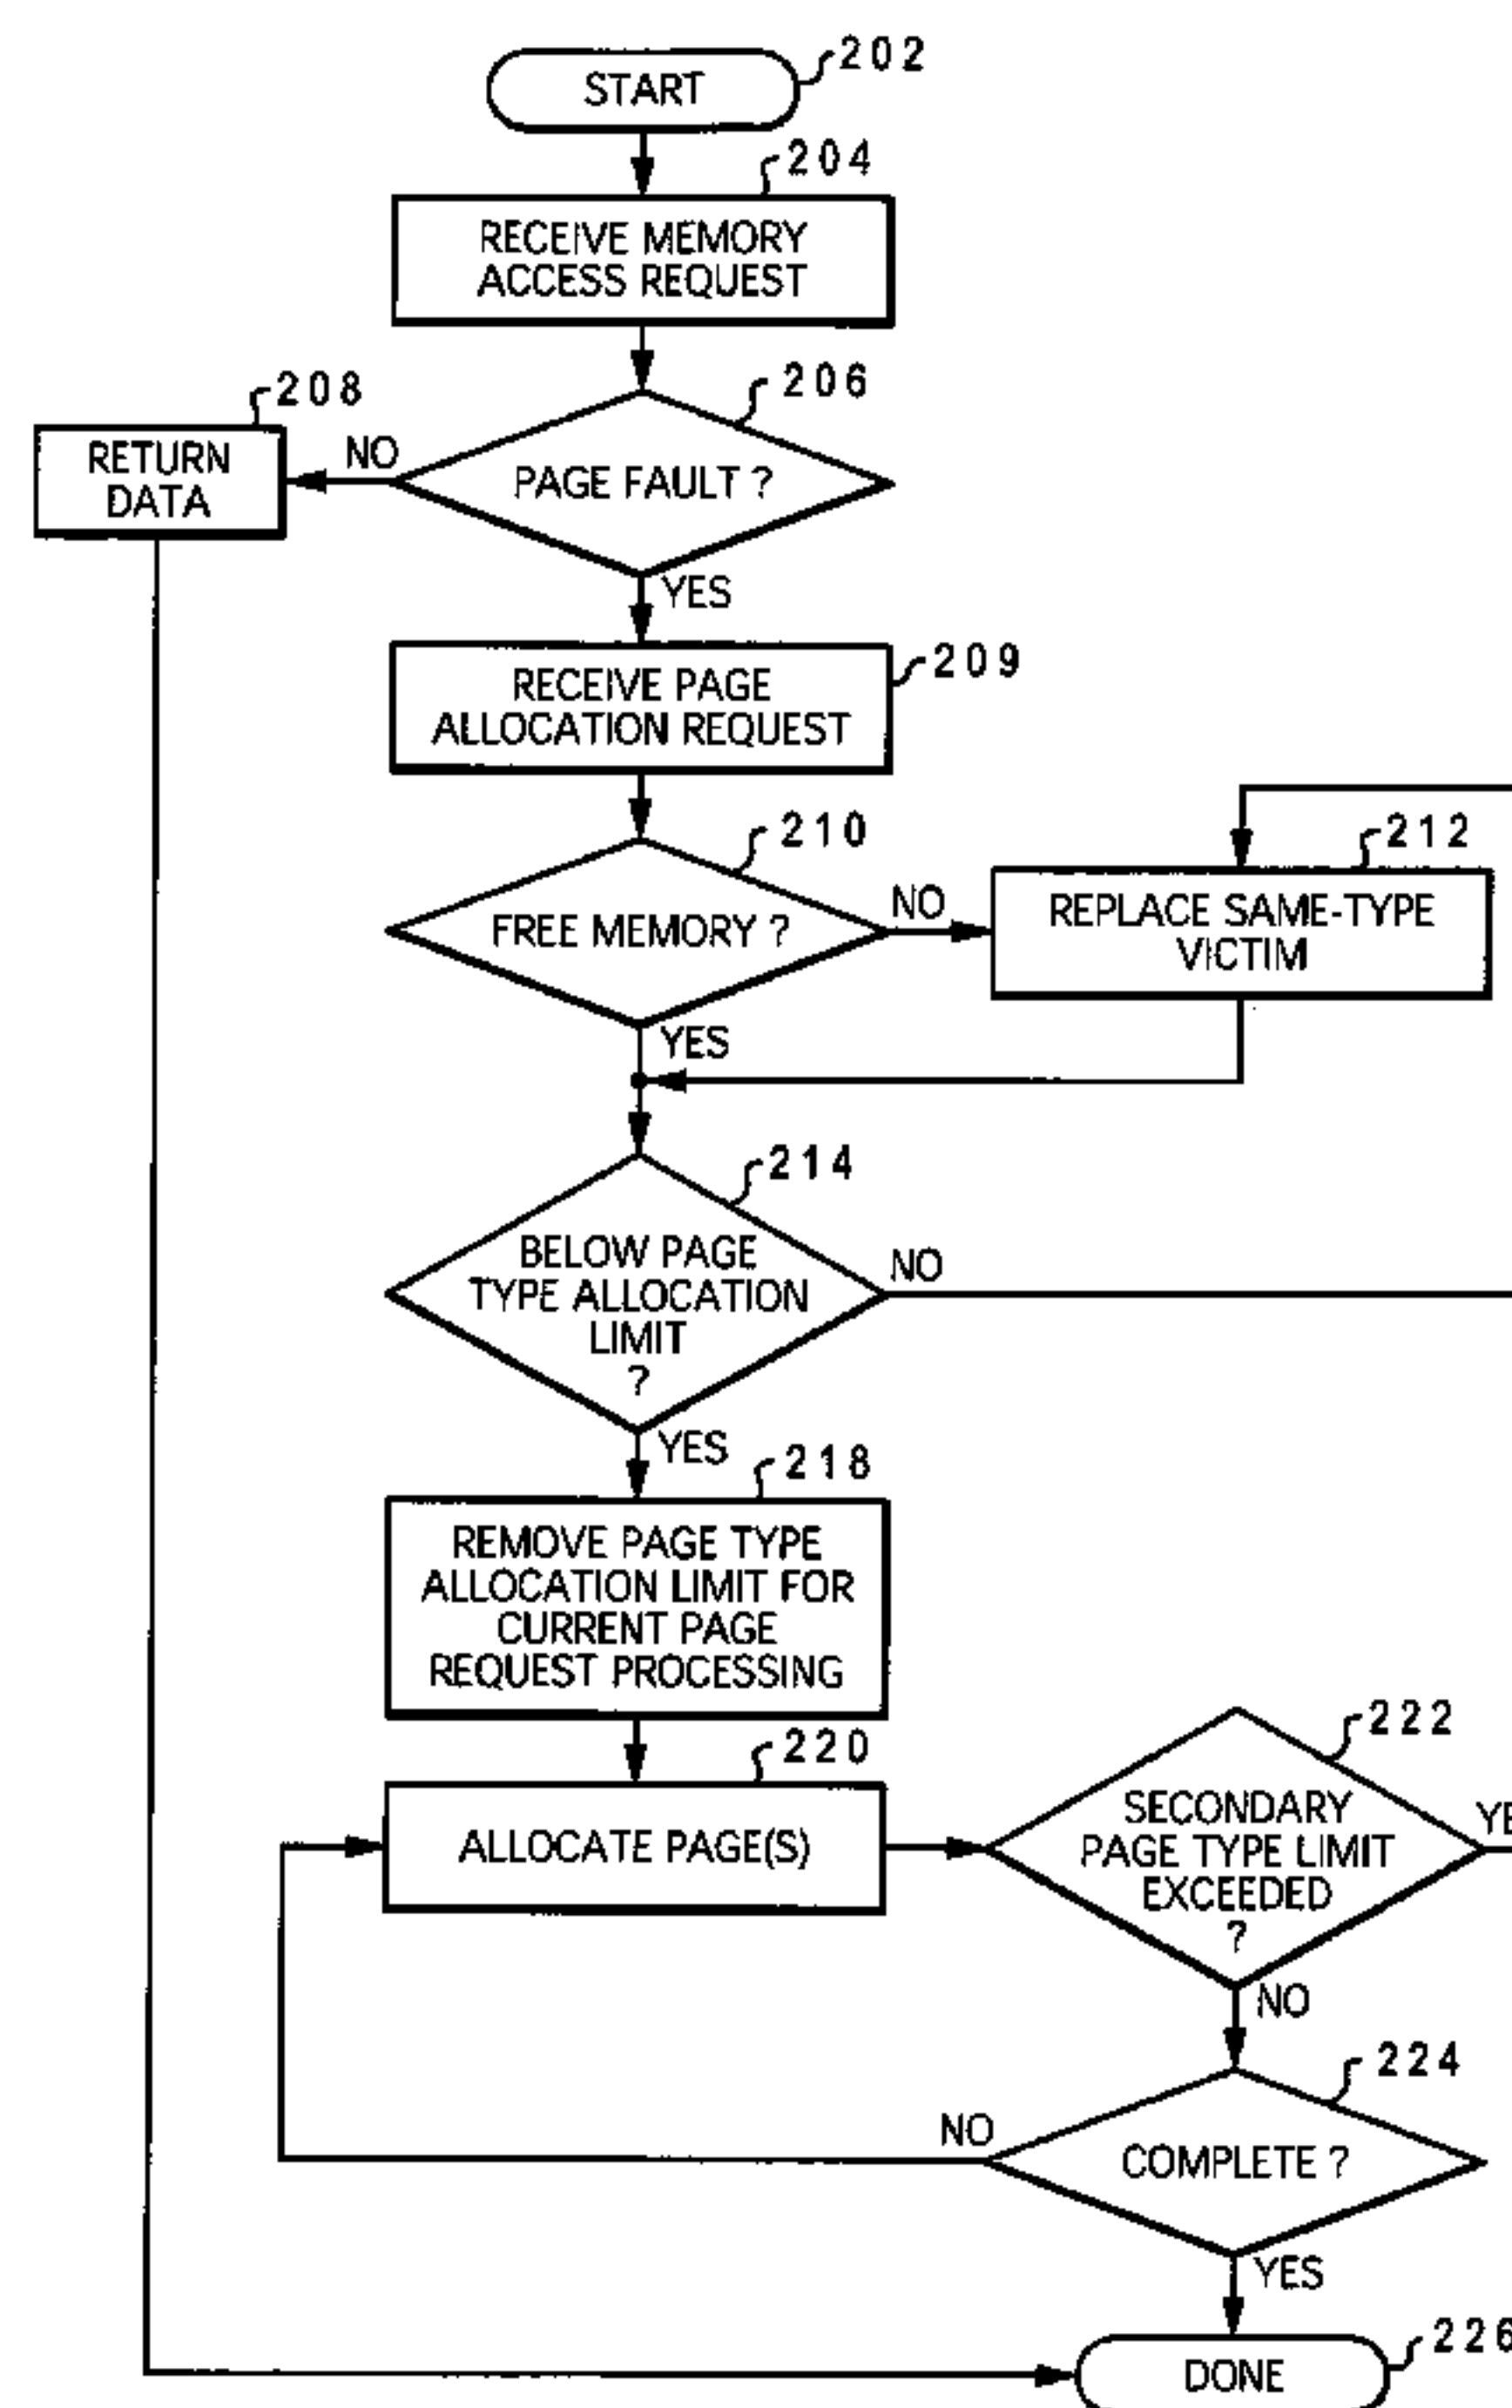 202
START
204
RECEIVE MEMORY
ACCESS REQUEST
206
208
RETURN
DATA
NO
PAGE FAULT ?
YES
RECEIVE PAGE
ALLOCATION REQUEST
209
210
212
FREE MEMORY ?
NO
REPLACE SAME-TYPE
VICTIM
YES
214
BELOW PAGE
TYPE ALLOCATION
LIMIT
?
NO
YES
218
REMOVE PAGE TYPE
ALLOCATION LIMIT FOR
CURRENT PAGE
REQUEST PROCESSING
220
222
ALLOCATE PAGE(S)
SECONDARY
PAGE TYPE LIMIT
EXCEEDED
?
NO
224
NO
COMPLETE ?
YES
226
DONE